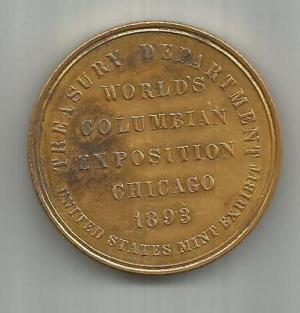 TREASURY DEPARTMENT
WORLD'S
COLUMBIAN
EXPOSITION
CHICAGO
1893
UNITED STATES MINT EXHIBIT